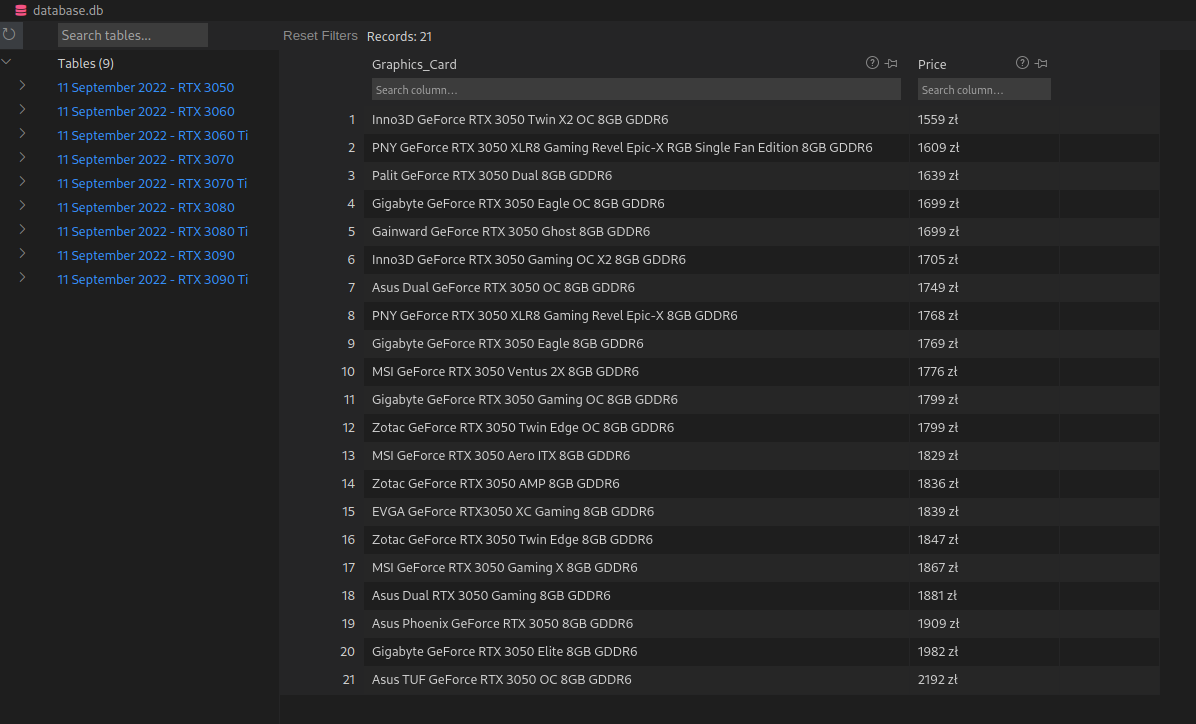 database.db
Search tables...
Reset Filters Records: 21
Tables (9)
11 September 2022 - RTX 3050
11 September 2022 - RTX 3060
11 September 2022 - RTX 3060 Ti
11 September 2022 - RTX 3070
11 September 2022 - RTX 3070 Ti
11 September 2022 - RTX 3080
11 September 2022 - RTX 3080 Ti
11 September 2022 - RTX 3090
11 September 2022 - RTX 3090 Ti
Graphics_Card ? Price ?
Search column... Search column...
1 Inno3D GeForce RTX 3050 Twin X2 OC 8GB GDDR6 1559 zł
2 PNY GeForce RTX 3050 XLR8 Gaming Revel Epic-X RGB Single Fan Edition 8GB GDDR6 1609 zł
3 Palit GeForce RTX 3050 Dual 8GB GDDR6 1639 zł
4 Gigabyte GeForce RTX 3050 Eagle OC 8GB GDDR6 1699 zł
5 Gainward GeForce RTX 3050 Ghost 8GB GDDR6 1699 zł
6 Inno3D GeForce RTX 3050 Gaming OC X2 8GB GDDR6 1705 zł
7 Asus Dual GeForce RTX 3050 OC 8GB GDDR6 1749 zł
8 PNY GeForce RTX 3050 XLR8 Gaming Revel Epic-X 8GB GDDR6 1768 zł
9 Gigabyte GeForce RTX 3050 Eagle 8GB GDDR6 1769 zł
10 MSI GeForce RTX 3050 Ventus 2X 8GB GDDR6 1776 zł
11 Gigabyte GeForce RTX 3050 Gaming OC 8GB GDDR6 1799 zł
12 Zotac GeForce RTX 3050 Twin Edge OC 8GB GDDR6 1799 zł
13 MSI GeForce RTX 3050 Aero ITX 8GB GDDR6 1829 zł
14 Zotac GeForce RTX 3050 AMP 8GB GDDR6 1836 zł
15 EVGA GeForce RTX3050 XC Gaming 8GB GDDR6 1839 zł
16 Zotac GeForce RTX 3050 Twin Edge 8GB GDDR6 1847 zł
17 MSI GeForce RTX 3050 Gaming X 8GB GDDR6 1867 zł
18 Asus Dual RTX 3050 Gaming 8GB GDDR6 1881 zł
19 Asus Phoenix GeForce RTX 3050 8GB GDDR6 1909 zł
20 Gigabyte GeForce RTX 3050 Elite 8GB GDDR6 1982 zł
21 Asus TUF GeForce RTX 3050 OC 8GB GDDR6 2192 zł